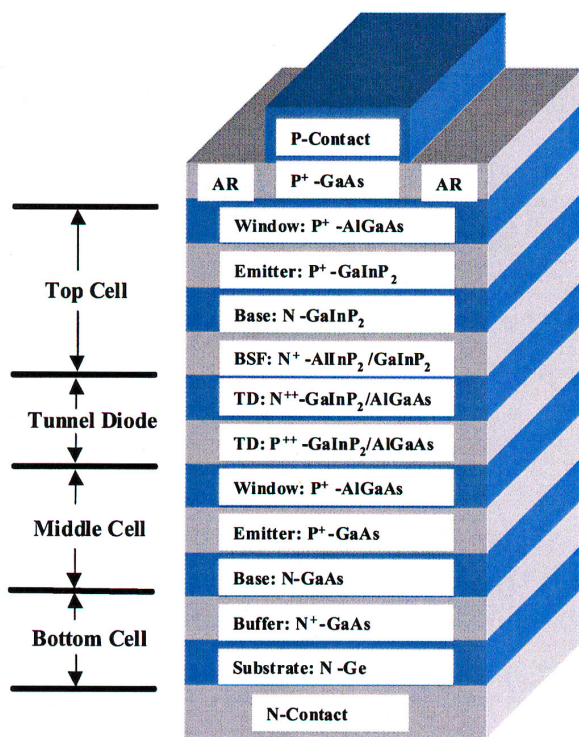 P-Contact
AR
P⁺ -GaAs
AR
Window: P⁺ -AlGaAs
Emitter: P⁺ -GaInP₂
Base: N -GaInP₂
BSF: N⁺ -AlInP₂ /GaInP₂
TD: N⁺⁺-GaInP₂/AlGaAs
TD: P⁺⁺ -GaInP₂/AlGaAs
Window: P⁺ -AlGaAs
Emitter: P⁺-GaAs
Base: N-GaAs
Buffer: N⁺-GaAs
Substrate: N -Ge
N-Contact
Top Cell
Tunnel Diode
Middle Cell
Bottom Cell